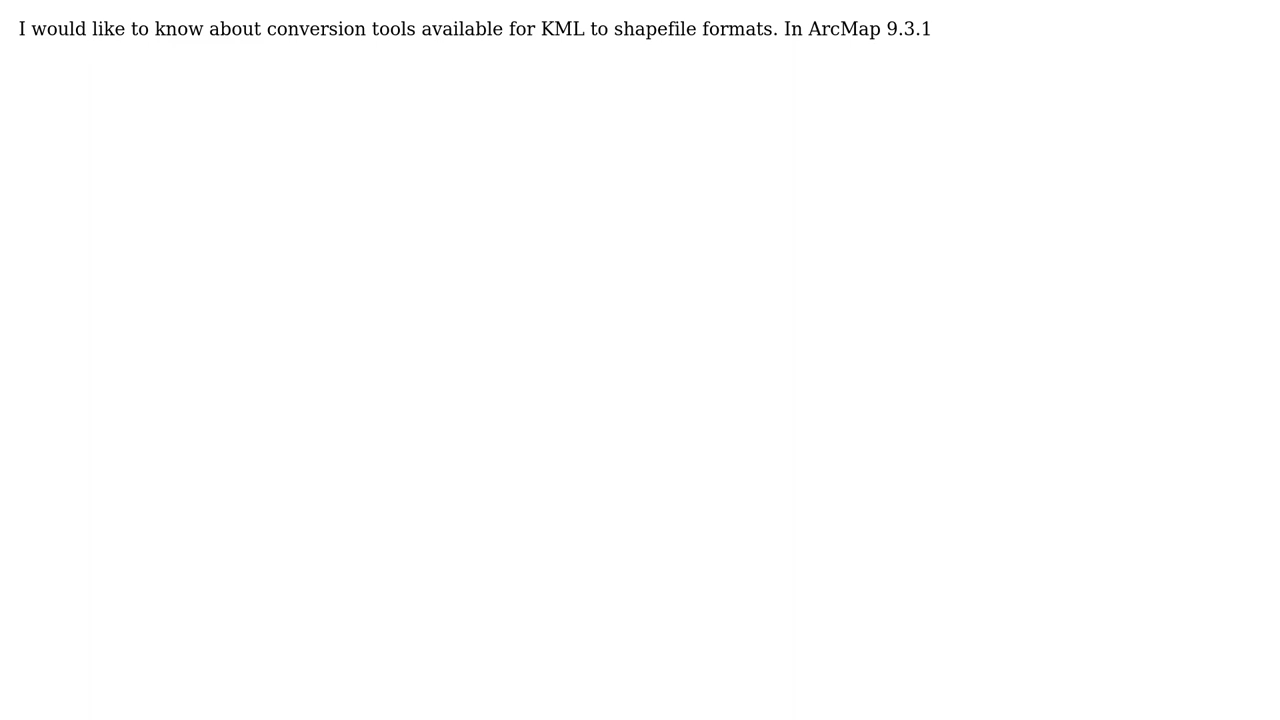 I would like to know about conversion tools available for KML to shapefile formats. In ArcMap 9.3.1